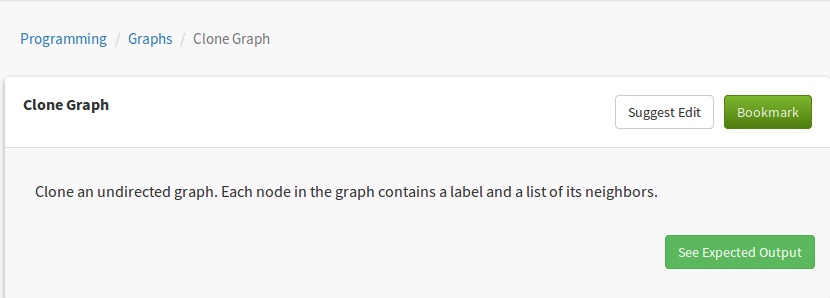 Programming / Graphs / Clone Graph
Clone Graph
Suggest Edit
Bookmark
Clone an undirected graph. Each node in the graph contains a label and a list of its neighbors.
See Expected Output